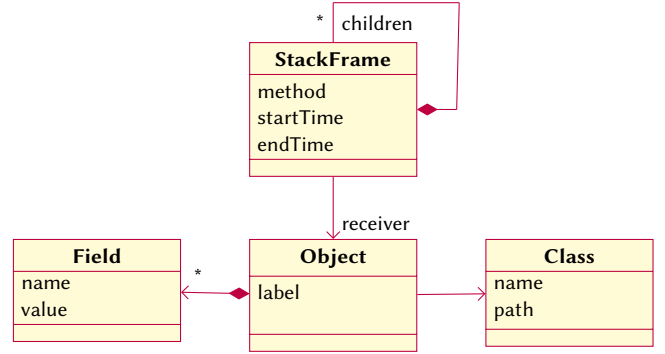 * children
StackFrame
method
startTime
endTime
receiver
Field
name
value
*
Object
label
Class
name
path